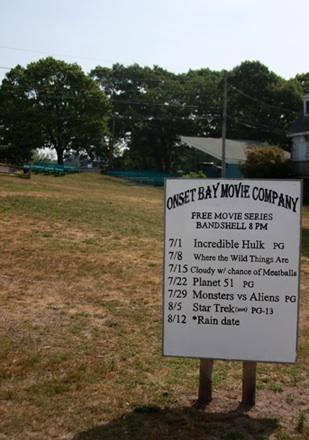 ONSET BAY MOVIE COMPANY
FREE MOVIE SERIES
BANDSHELL 8 PM
7/1 Incredible Hulk PG
7/8 Where the Wild Things Are
7/15 Cloudy w/ chance of Meatballs
7/22 Planet 51 PG
7/29 Monsters vs Aliens PG
8/5 Star Trek PG-13
8/12 *Rain date